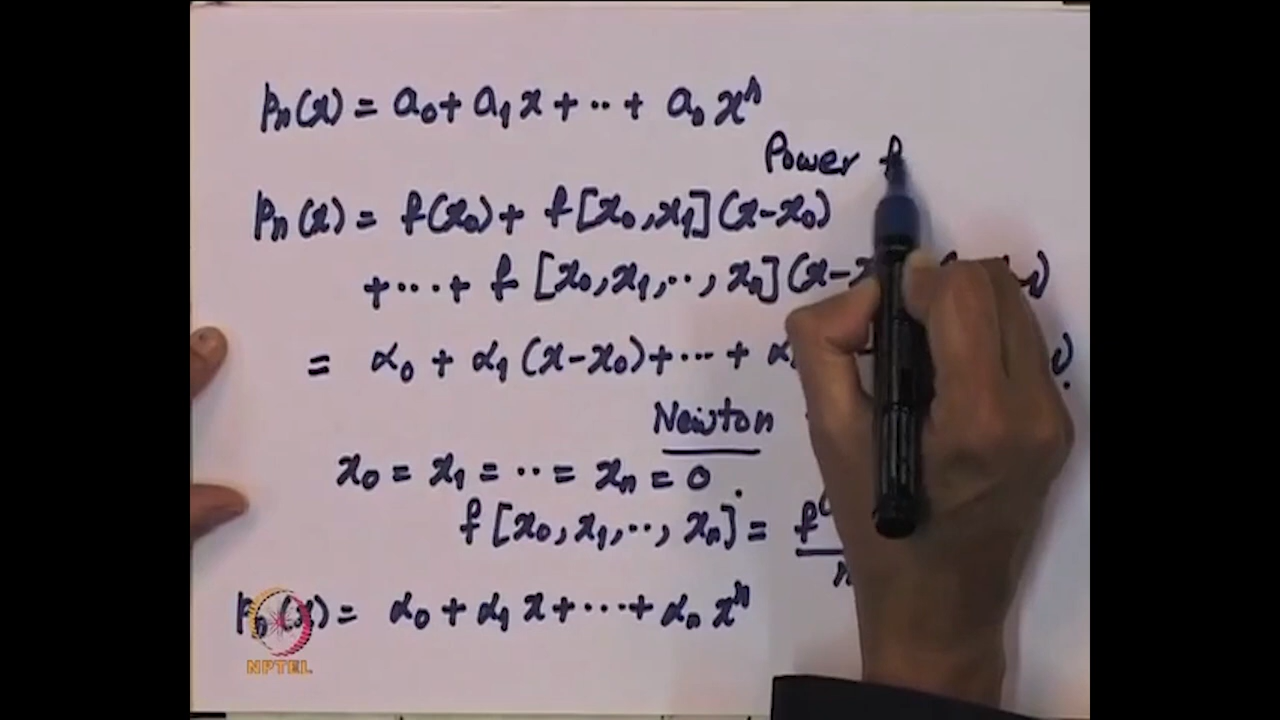 Pn(x) = a0 + a1 x + ·· + a0 x^n
Power f
Pn(x) = f(x0) + f[x0, x1](x-x0)
+ ··· + f [x0, x1, ··, xn](x-
= α0 + α1 (x-x0) + ··· + α
Newton
x0 = x1 = ·· = xn = 0.
f [x0, x1, ··, xn] = f
n
Pn(x) = α0 + α1 x + ··· + αn x^n
NPTEL